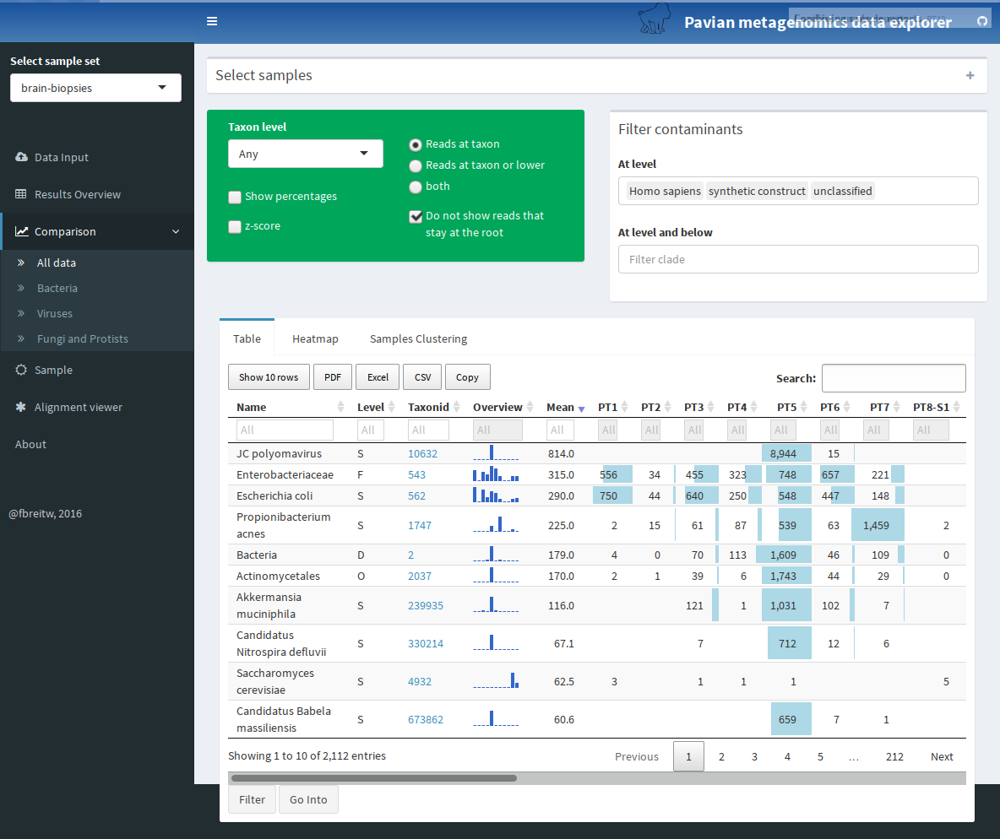 Pavian metagenomics data explorer
Select sample set
brain-biopsies
Data Input
Results Overview
Comparison
All data
Bacteria
Viruses
Fungi and Protists
Sample
Alignment viewer
About
@fbreitw, 2016
Select samples
Taxon level
Any
Show percentages
z-score
Reads at taxon
Reads at taxon or lower
both
Do not show reads that
stay at the root
Filter contaminants
At level
Homo sapiens synthetic construct unclassified
At level and below
Filter clade
Table Heatmap Samples Clustering
Show 10 rows PDF Excel CSV Copy Search:
Name Level Taxonid Overview Mean PT1 PT2 PT3 PT4 PT5 PT6 PT7 PT8-S1
All All All All All All All All All All All All All
JC polyomavirus S 10632 814.0 8,944 15
Enterobacteriaceae F 543 315.0 556 34 455 323 748 657 221
Escherichia coli S 562 290.0 750 44 640 250 548 447 148
Propionibacterium
acnes S 1747 225.0 2 15 61 87 539 63 1,459 2
Bacteria D 2 179.0 4 0 70 113 1,609 46 109 0
Actinomycetales O 2037 170.0 2 1 39 6 1,743 44 29 0
Akkermansia
muciniphila S 239935 116.0 121 1 1,031 102 7
Candidatus
Nitrospira defluvii S 330214 67.1 7 712 12 6
Saccharomyces
cerevisiae S 4932 62.5 3 1 1 1 5
Candidatus Babela
massiliensis S 673862 60.6 659 7 1
Showing 1 to 10 of 2,112 entries Previous 1 2 3 4 5 … 212 Next
Filter Go Into